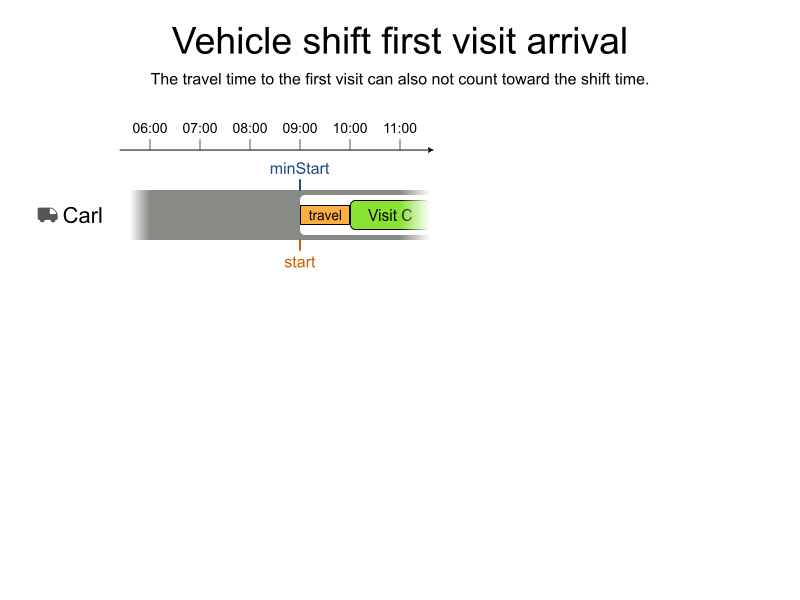 Vehicle shift first visit arrival
The travel time to the first visit can also not count toward the shift time.
06:00 07:00 08:00 09:00 10:00 11:00
minStart
Carl travel Visit C
start